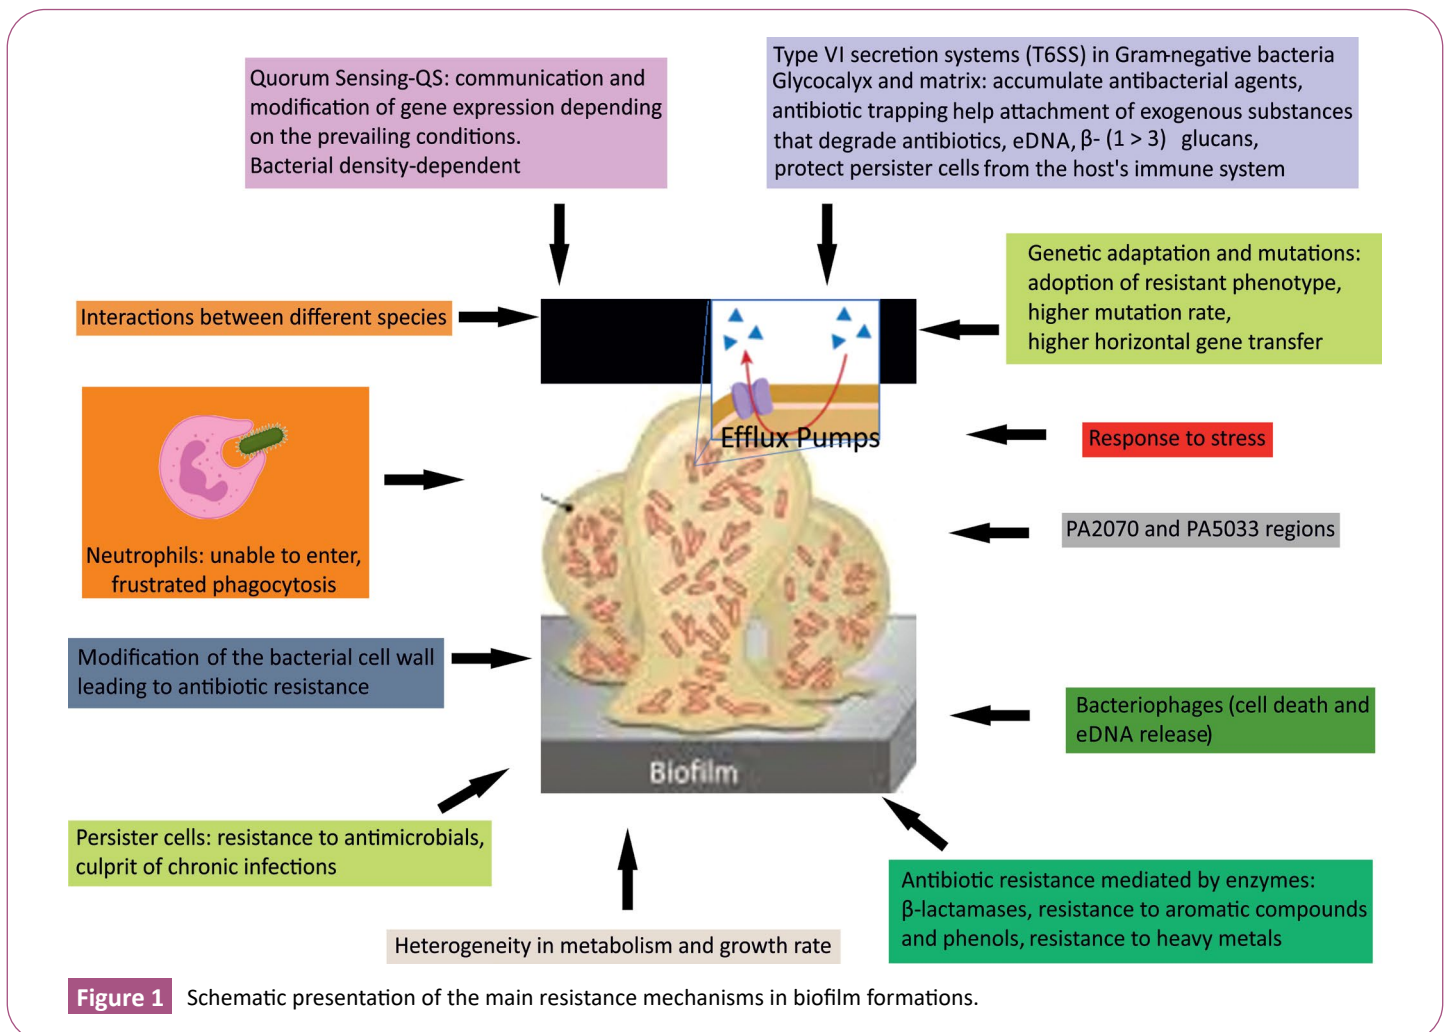 Quorum Sensing-QS: communication and
modification of gene expression depending
on the prevailing conditions.
Bacterial density-dependent
Type VI secretion systems (T6SS) in Gram-negative bacteria
Glycocalyx and matrix: accumulate antibacterial agents,
antibiotic trapping help attachment of exogenous substances
that degrade antibiotics, eDNA, β- (1 > 3) glucans,
protect persister cells from the host's immune system
Interactions between different species
Genetic adaptation and mutations:
adoption of resistant phenotype,
higher mutation rate,
higher horizontal gene transfer
Efflux Pumps
Response to stress
Neutrophils: unable to enter,
frustrated phagocytosis
PA2070 and PA5033 regions
Modification of the bacterial cell wall
leading to antibiotic resistance
Bacteriophages (cell death and
eDNA release)
Biofilm
Persister cells: resistance to antimicrobials,
culprit of chronic infections
Antibiotic resistance mediated by enzymes:
β-lactamases, resistance to aromatic compounds
and phenols, resistance to heavy metals
Heterogeneity in metabolism and growth rate
Figure 1 Schematic presentation of the main resistance mechanisms in biofilm formations.